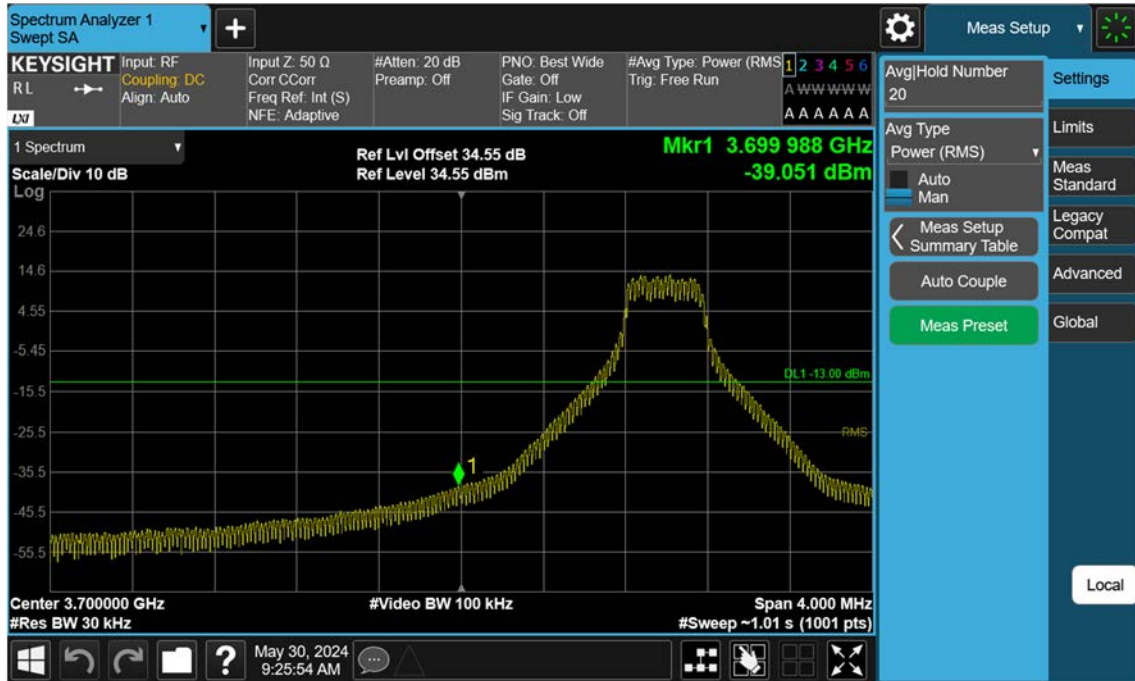 Spectrum Analyzer 1
Swept SA
Meas Setup
KEYSIGHT
R L
LXI
Input: RF
Coupling: DC
Align: Auto
Input Z: 50 Ω
Corr CCorr
Freq Ref: Int (S)
NFE: Adaptive
#Atten: 20 dB
Preamp: Off
PNO: Best Wide
Gate: Off
IF Gain: Low
Sig Track: Off
#Avg Type: Power (RMS
Trig: Free Run
1 2 3 4 5 6
A W W W W W
A A A A A A
1 Spectrum
Scale/Div 10 dB
Log
Ref Lvl Offset 34.55 dB
Ref Level 34.55 dBm
Mkr1 3.699 988 GHz
-39.051 dBm
24.6
14.6
4.55
-5.45
-15.5
-25.5
-35.5
-45.5
-55.5
DL1 -13.00 dBm
RMS
1
Center 3.700000 GHz
#Res BW 30 kHz
#Video BW 100 kHz
Span 4.000 MHz
#Sweep ~1.01 s (1001 pts)
Avg|Hold Number
20
Avg Type
Power (RMS)
Auto
Man
Meas Setup
Summary Table
Auto Couple
Meas Preset
Settings
Limits
Meas
Standard
Legacy
Compat
Advanced
Global
Local
?
May 30, 2024
9:25:54 AM